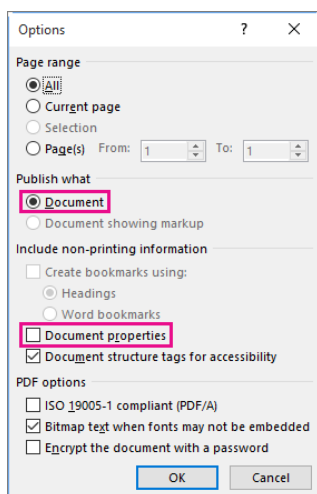 Options ?
Page range
All
Current page
Selection
Page(s) From: 1 To: 1
Publish what
Document
Document showing markup
Include non-printing information
Create bookmarks using:
Headings
Word bookmarks
Document properties
Document structure tags for accessibility
PDF options
ISO 19005-1 compliant (PDF/A)
Bitmap text when fonts may not be embedded
Encrypt the document with a password
OK Cancel